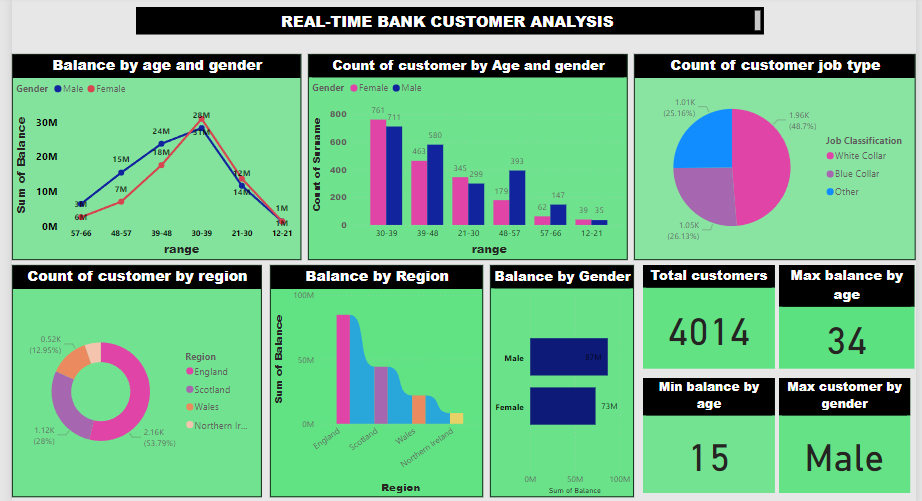 REAL-TIME BANK CUSTOMER ANALYSIS
Balance by age and gender
Gender Male Female
Sum of Balance
30M
20M
10M
0M
15M
7M
24M
18M
28M
31M
12M
14M
1M
1M
57-66 48-57 39-48 30-39 21-30 12-21
range
Count of customer by Age and gender
Gender Female Male
Count of Surname
800
600
400
200
0
761 711
463 580
345 299
179 393
62 147
39 35
30-39 39-48 21-30 48-57 57-66 12-21
range
Count of customer job type
1.01K
(25.16%)
1.96K
(48.7%)
1.05K
(26.13%)
Job Classification
White Collar
Blue Collar
Other
Count of customer by region
0.52K
(12.95%)
1.12K
(28%)
2.16K
(53.79%)
Region
England
Scotland
Wales
Northern Ir...
Balance by Region
Sum of Balance
100M
50M
0M
England
Scotland
Wales
Northern Ireland
Region
Balance by Gender
Male
87M
Female
73M
0M 50M 100M
Sum of Balance
Total customers
4014
Max balance by
age
34
Min balance by
age
15
Max customer by
gender
Male